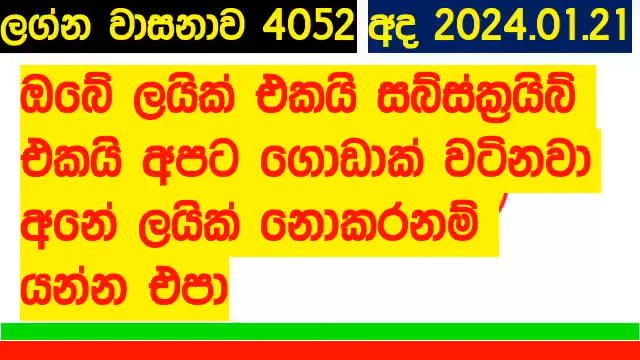 ලග්න වාසනාව 4052 අද 2024.01.21
ඔබේ ලයික් එකයි සබ්ස්ක්‍රයිබ්
එකයි අපට ගොඩාක් වටිනවා
අනේ ලයික් නොකරනම්
යන්න එපා